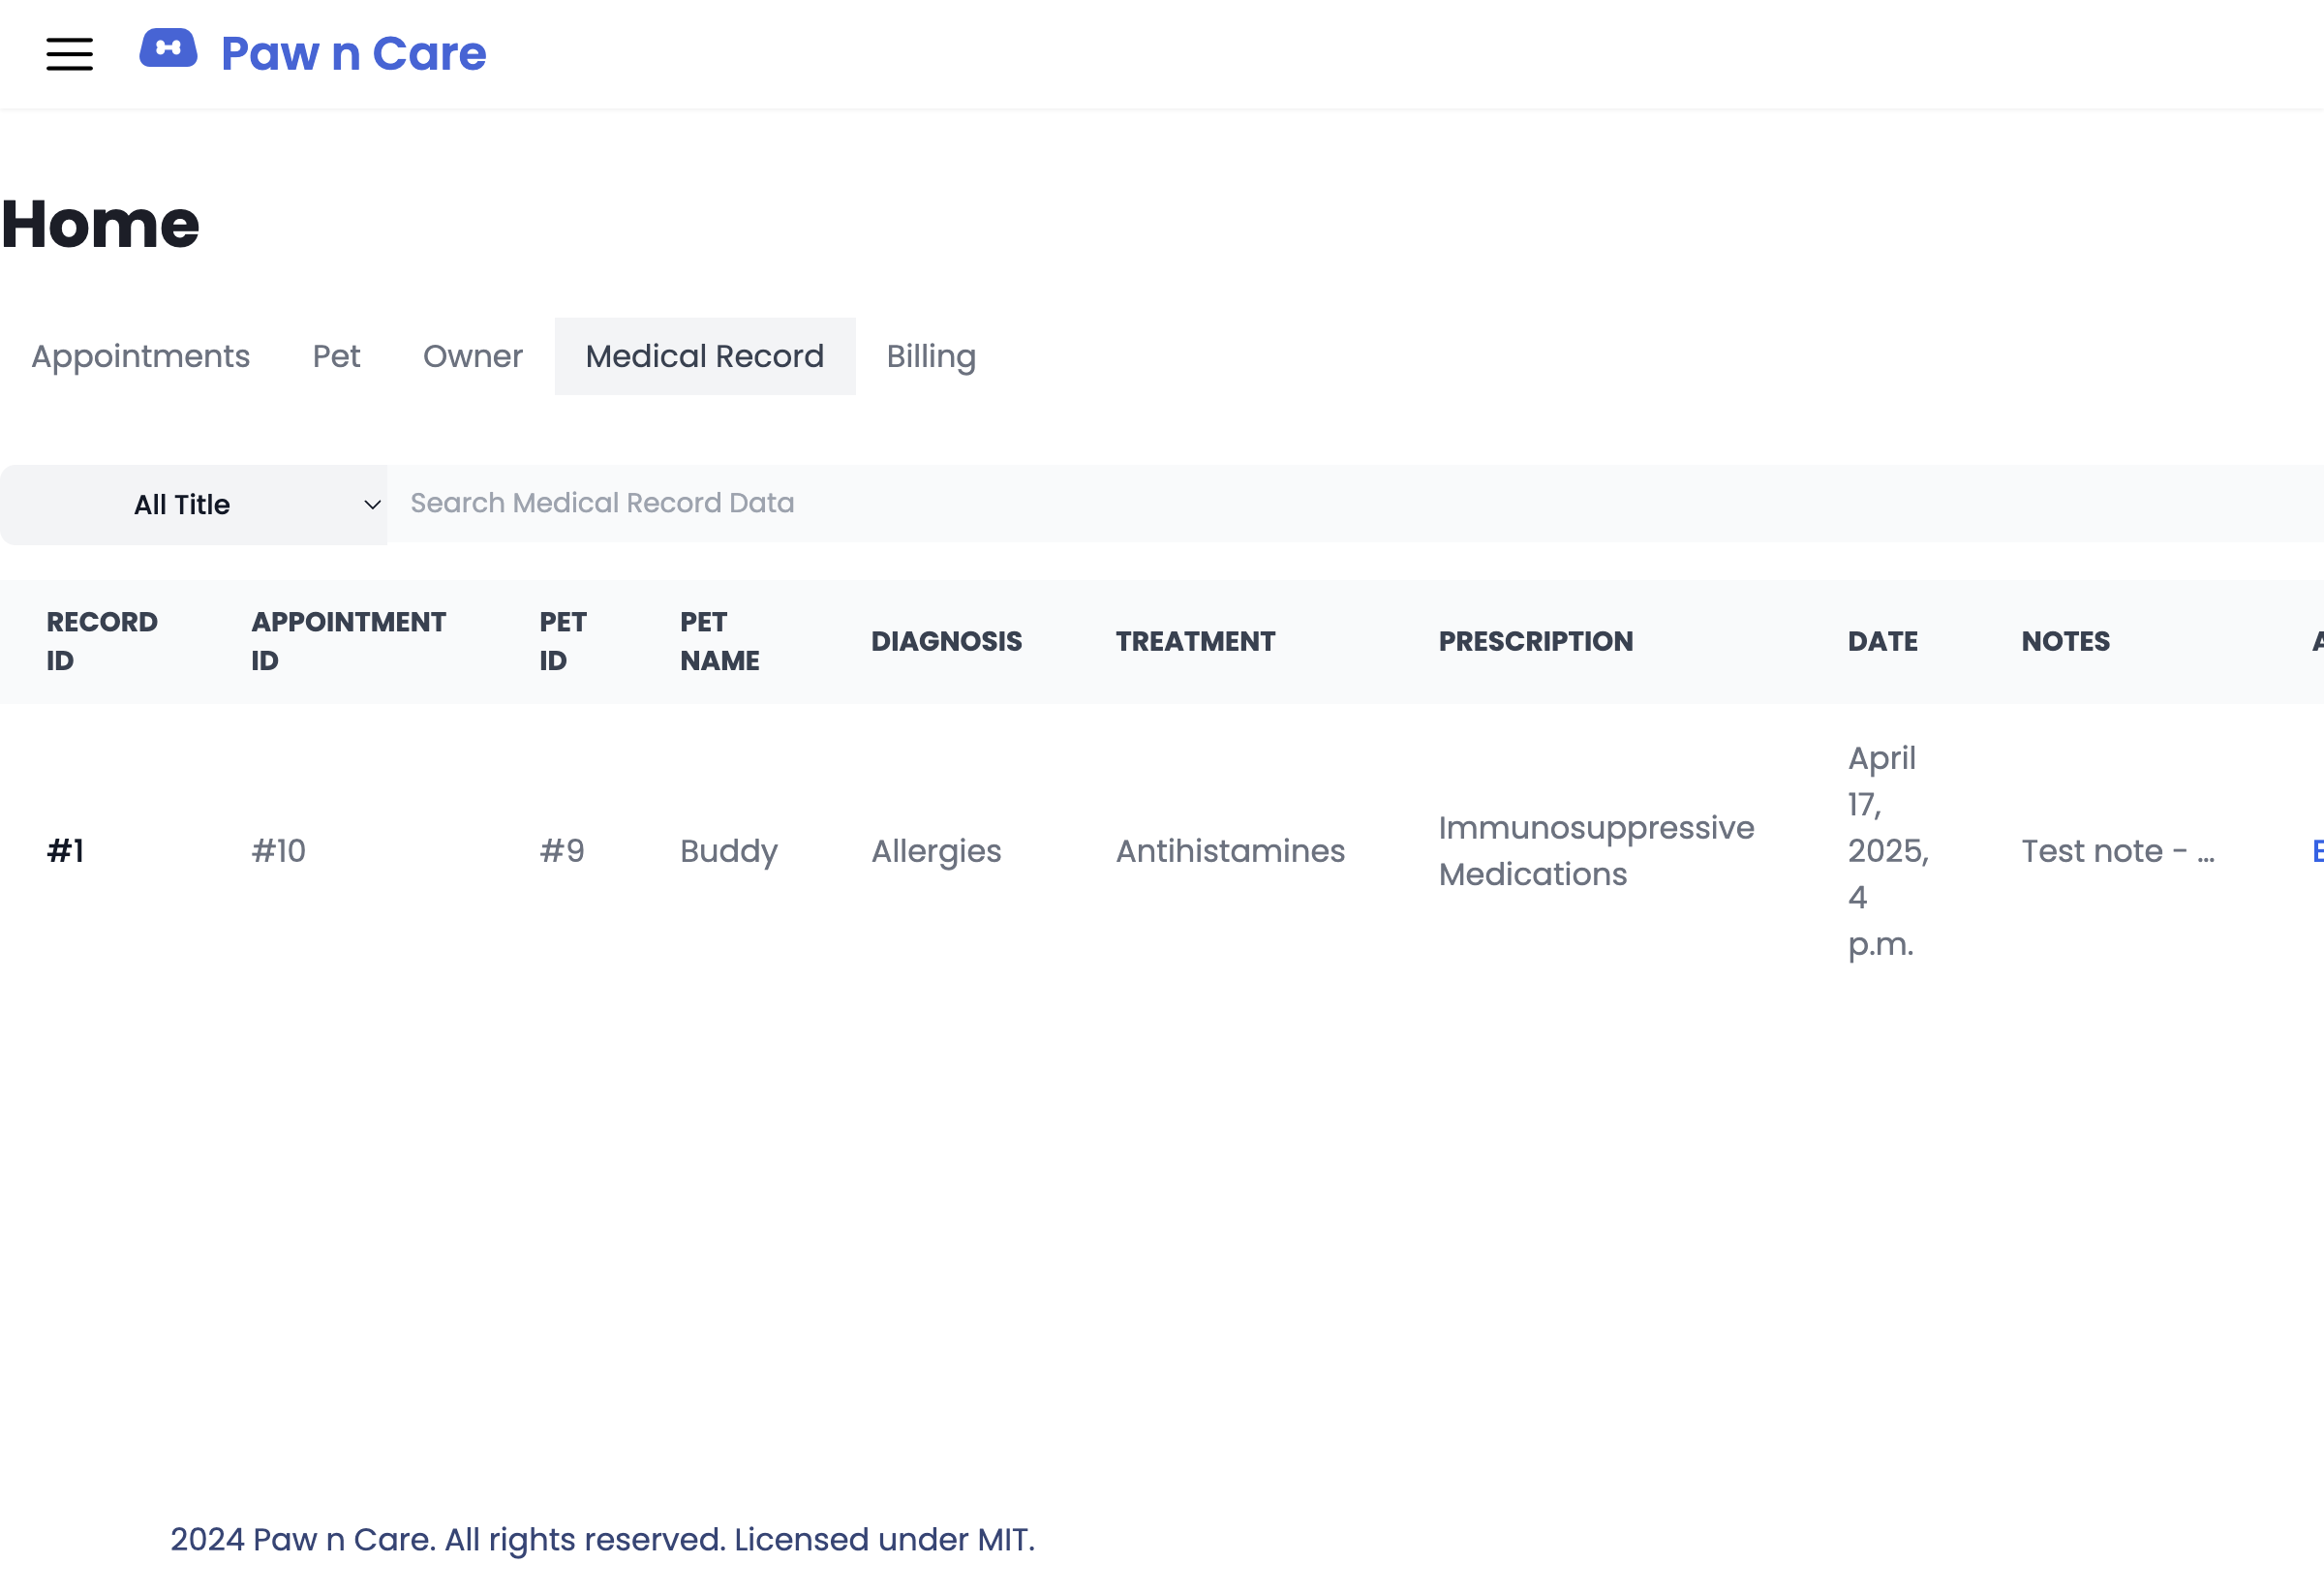 Paw n Care
Home
Appointments Pet Owner Medical Record Billing
All Title Search Medical Record Data
RECORD ID APPOINTMENT ID PET ID PET NAME DIAGNOSIS TREATMENT PRESCRIPTION DATE NOTES
#1 #10 #9 Buddy Allergies Antihistamines Immunosuppressive Medications April 17, 2025, 4 p.m. Test note - ...
2024 Paw n Care. All rights reserved. Licensed under MIT.